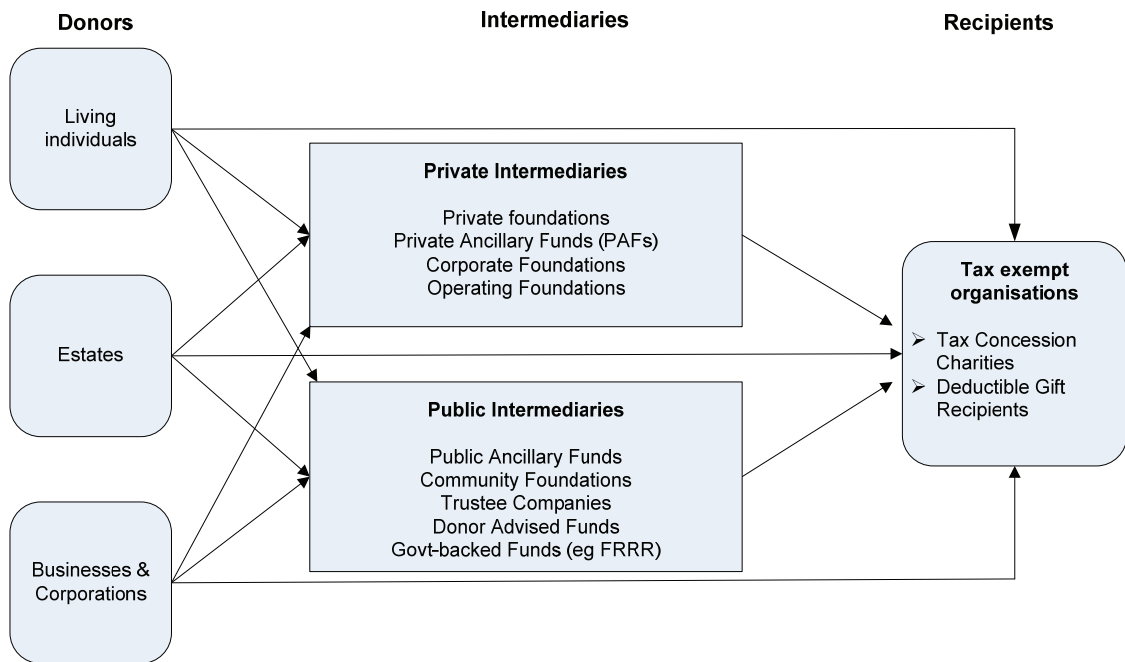 Donors
Intermediaries
Recipients
Living
individuals
Estates
Businesses &
Corporations
Private Intermediaries
Private foundations
Private Ancillary Funds (PAFs)
Corporate Foundations
Operating Foundations
Public Intermediaries
Public Ancillary Funds
Community Foundations
Trustee Companies
Donor Advised Funds
Govt-backed Funds (eg FRRR)
Tax exempt
organisations
➢ Tax Concession
Charities
➢ Deductible Gift
Recipients